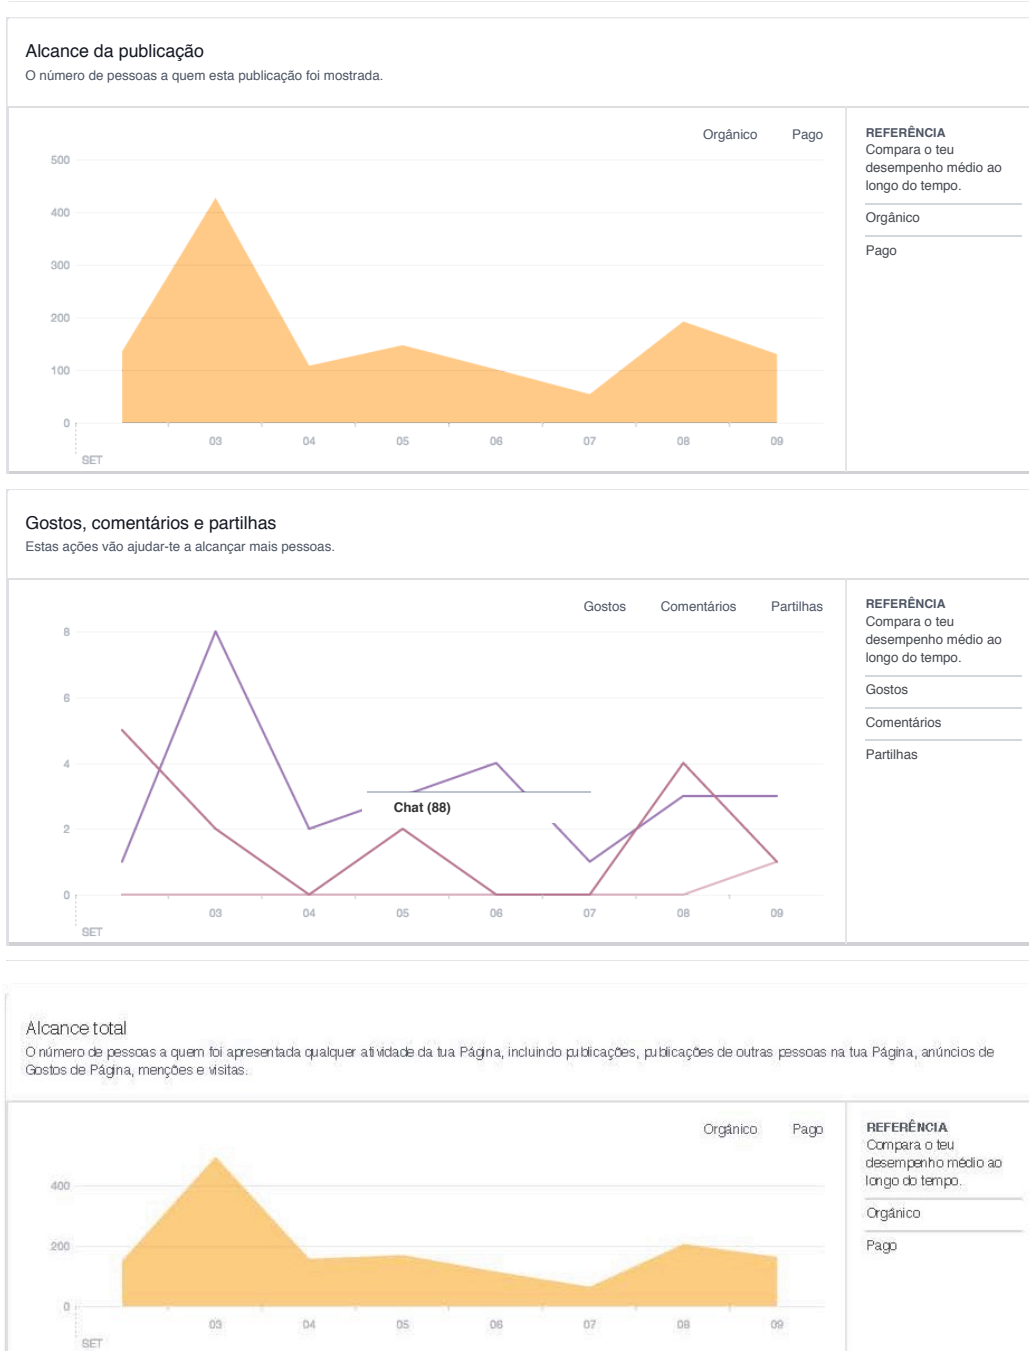 Alcance da publicação
O número de pessoas a quem esta publicação foi mostrada.
Orgânico Pago
500
400
300
200
100
0
03 04 05 06 07 08 09
SET
REFERÊNCIA
Compara o teu
desempenho médio ao
longo do tempo.
Orgânico
Pago
Gostos, comentários e partilhas
Estas ações vão ajudar-te a alcançar mais pessoas.
Gostos Comentários Partilhas
8
6
4
Chat (88)
2
0
03 04 05 06 07 08 09
SET
REFERÊNCIA
Compara o teu
desempenho médio ao
longo do tempo.
Gostos
Comentários
Partilhas
Alcance total
O número de pessoas a quem foi apresentada qualquer atividade da tua Página, incluindo publicações, publicações de outras pessoas na tua Página, anúncios de
Gostos de Página, menções e visitas.
Orgânico Pago
400
200
0
03 04 05 06 07 08 09
SET
REFERÊNCIA
Compara o teu
desempenho médio ao
longo do tempo.
Orgânico
Pago